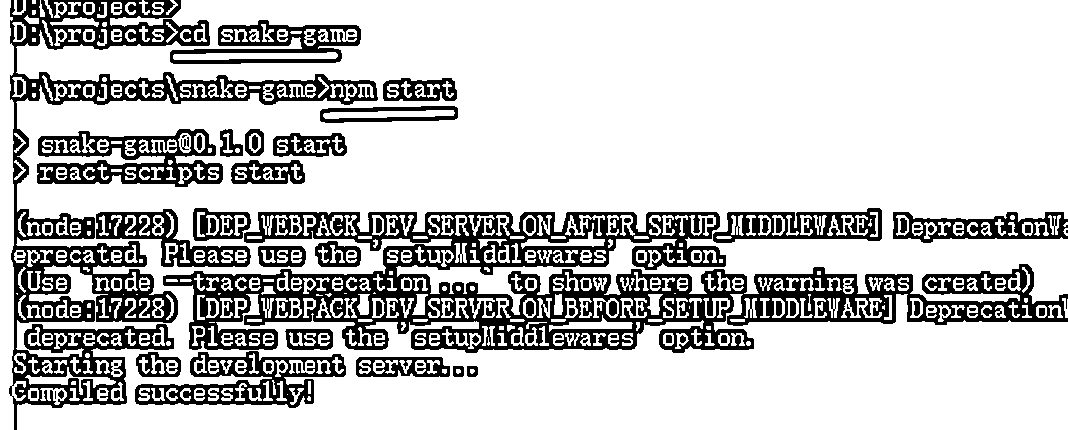 D:\projects>
D:\projects>cd snake-game
D:\projects\snake-game>npm start
> snake-game@0.1.0 start
> react-scripts start
(node:17228) [DEP_WEBPACK_DEV_SERVER_ON_AFTER_SETUP_MIDDLEWARE] DeprecationWa
eprecated. Please use the 'setupMiddlewares' option.
(Use `node --trace-deprecation ...` to show where the warning was created)
(node:17228) [DEP_WEBPACK_DEV_SERVER_ON_BEFORE_SETUP_MIDDLEWARE] Deprecation
deprecated. Please use the 'setupMiddlewares' option.
Starting the development server...
Compiled successfully!